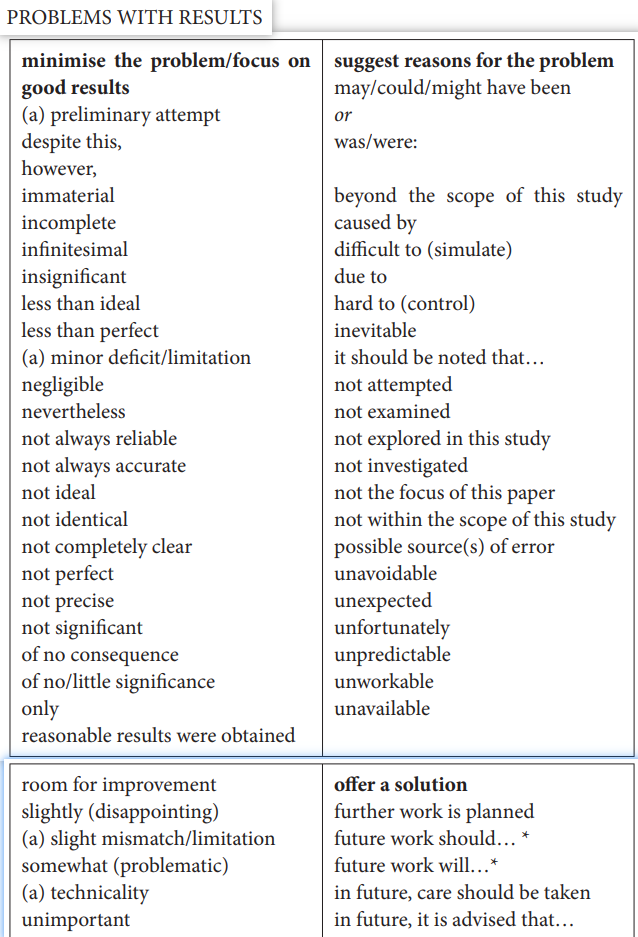 PROBLEMS WITH RESULTS
minimise the problem/focus on
good results
(a) preliminary attempt
despite this,
however,
immaterial
incomplete
infinitesimal
insignificant
less than ideal
less than perfect
(a) minor deficit/limitation
negligible
nevertheless
not always reliable
not always accurate
not ideal
not identical
not completely clear
not perfect
not precise
not significant
of no consequence
of no/little significance
only
reasonable results were obtained
suggest reasons for the problem
may/could/might have been
or
was/were:
beyond the scope of this study
caused by
difficult to (simulate)
due to
hard to (control)
inevitable
it should be noted that…
not attempted
not examined
not explored in this study
not investigated
not the focus of this paper
not within the scope of this study
possible source(s) of error
unavoidable
unexpected
unfortunately
unpredictable
unworkable
unavailable
room for improvement
slightly (disappointing)
(a) slight mismatch/limitation
somewhat (problematic)
(a) technicality
unimportant
offer a solution
further work is planned
future work should… *
future work will…*
in future, care should be taken
in future, it is advised that…